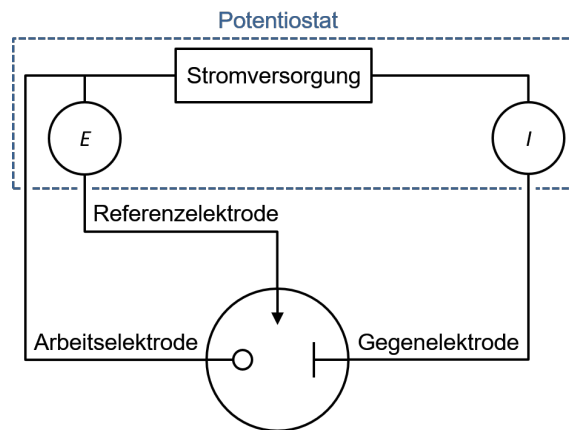 Potentiostat
Stromversorgung
E
I
Referenzelektrode
Arbeitselektrode
Gegenelektrode